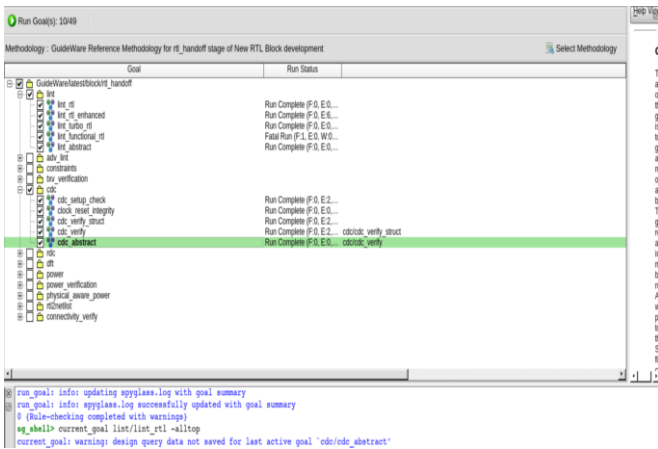 Help View
Run Goal(s): 10/49
Methodology : GuideWare Reference Methodology for rtl_handoff stage of New RTL Block development
Select Methodology
Goal Run Status
GuideWare/latest/block/rtl_handoff
lint
lint_rtl Run Complete (F:0, E:0,...
lint_rtl_enhanced Run Complete (F:0, E:6,...
lint_turbo_rtl Run Complete (F:0, E:0,...
lint_functional_rtl Fatal Run (F:1, E:0, W:0...
lint_abstract Run Complete (F:0, E:0,...
adv_lint
constraints
txv_verification
cdc
cdc_setup_check Run Complete (F:0, E:2,...
clock_reset_integrity Run Complete (F:0, E:0,...
cdc_verify_struct Run Complete (F:0, E:2,...
cdc_verify Run Complete (F:0, E:2,... cdc/cdc_verify_struct
cdc_abstract Run Complete (F:0, E:0,... cdc/cdc_verify
rdc
dft
power
power_verification
physical_aware_power
rtl2netlist
connectivity_verify
run_goal: info: updating spyglass.log with goal summary
run_goal: info: spyglass.log successfully updated with goal summary
0 {Rule-checking completed with warnings}
sg_shell> current_goal lint/lint_rtl -alltop
current_goal: warning: design query data not saved for last active goal `cdc/cdc_abstract'